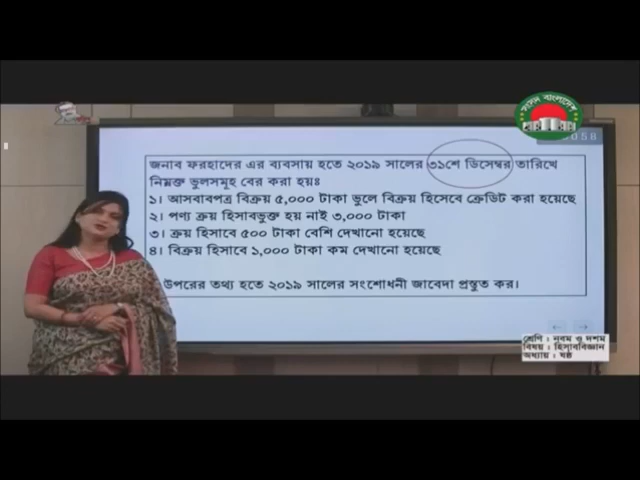 সংসদ বাংলাদেশ
জনাব ফরহাদের এর ব্যবসায় হতে ২০১৯ সালের ৩১শে ডিসেম্বর তারিখে
নিম্নক্ত ভুলসমূহ বের করা হয়ঃ
১। আসবাবপত্র বিক্রয় ৫,০০০ টাকা ভুলে বিক্রয় হিসেবে ক্রেডিট করা হয়েছে
২। পণ্য ক্রয় হিসাবভুক্ত হয় নাই ৩,০০০ টাকা
৩। ক্রয় হিসাবে ৫০০ টাকা বেশি দেখানো হয়েছে
৪। বিক্রয় হিসাবে ১,০০০ টাকা কম দেখানো হয়েছে
উপরের তথ্য হতে ২০১৯ সালের সংশোধনী জাবেদা প্রস্তুত কর।
শ্রেণি : নবম ও দশম
বিষয় : হিসাববিজ্ঞান
অধ্যায় : ষষ্ঠ